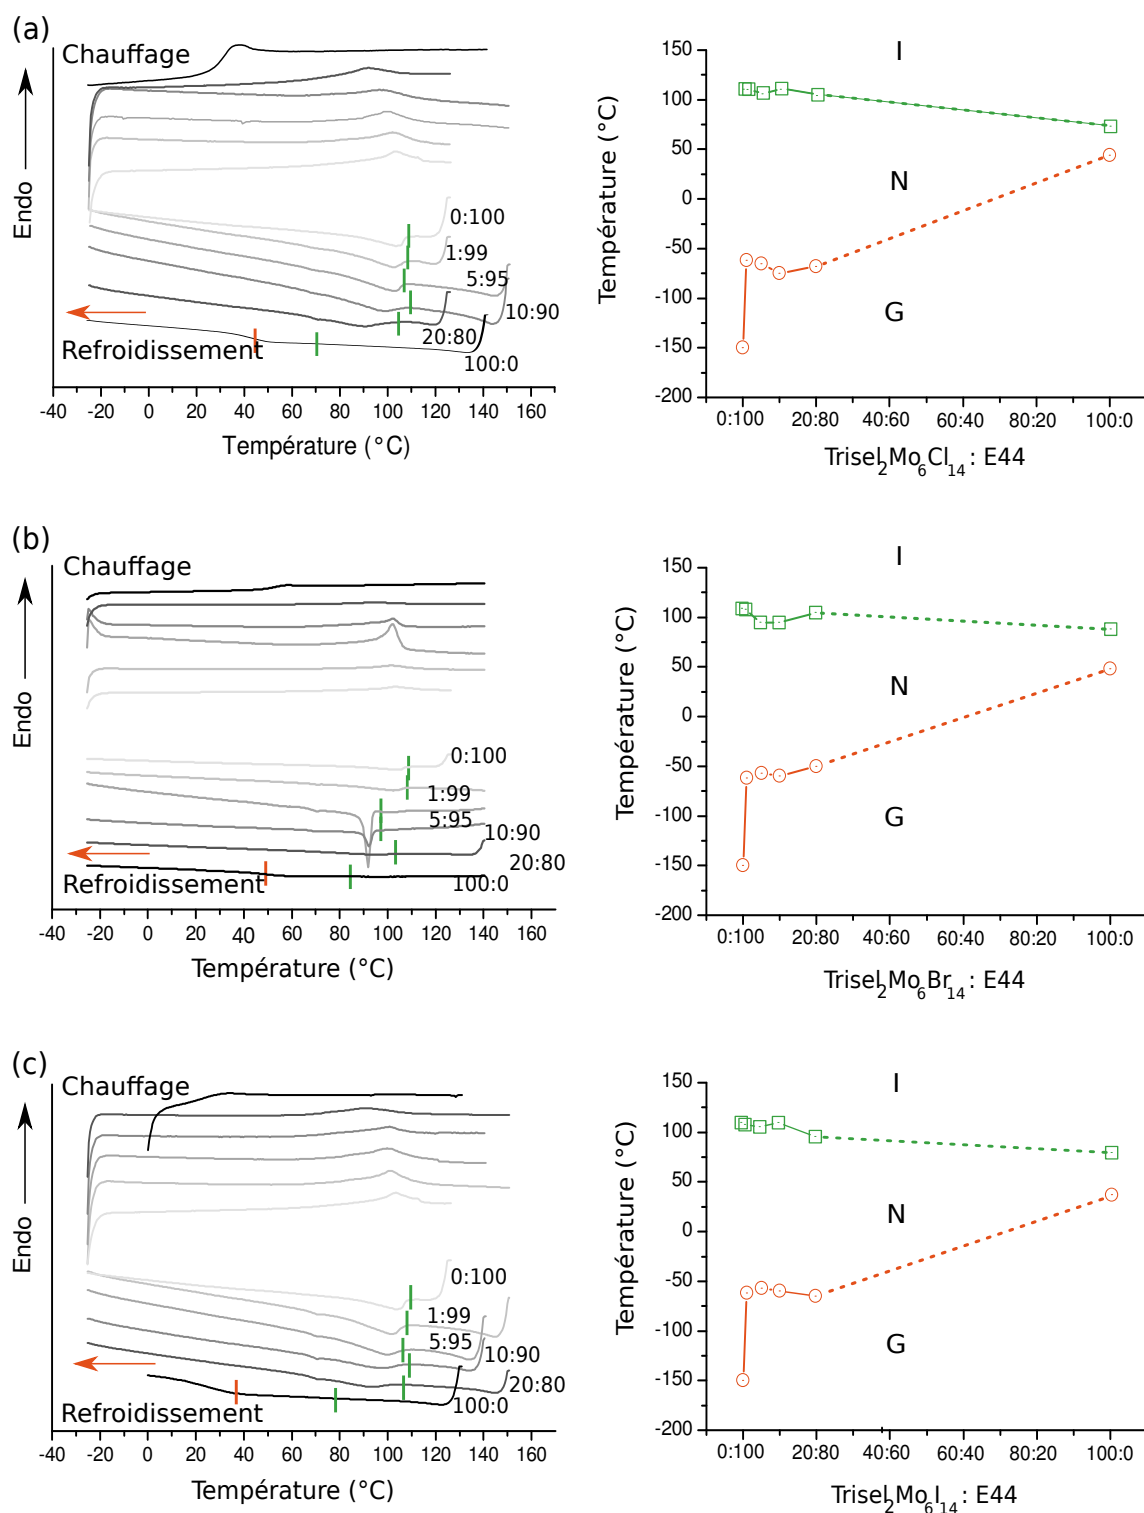 (a)
Chauffage
Endo
0:100
1:99
5:95
10:90
20:80
100:0
Refroidissement
-40 -20 0 20 40 60 80 100 120 140 160
Température (°C)
150
100
50
0
-50
-100
-150
-200
Température (°C)
I
N
G
0:100 20:80 40:60 60:40 80:20 100:0
Trisel2Mo6Cl14 : E44
(b)
Chauffage
Endo
0:100
1:99
5:95
10:90
20:80
100:0
Refroidissement
-40 -20 0 20 40 60 80 100 120 140 160
Température (°C)
150
100
50
0
-50
-100
-150
-200
Température (°C)
I
N
G
0:100 20:80 40:60 60:40 80:20 100:0
Trisel2Mo6Br14 : E44
(c)
Chauffage
Endo
0:100
1:99
5:95
10:90
20:80
100:0
Refroidissement
-40 -20 0 20 40 60 80 100 120 140 160
Température (°C)
150
100
50
0
-50
-100
-150
-200
Température (°C)
I
N
G
0:100 20:80 40:60 60:40 80:20 100:0
Trisel2Mo6I14 : E44